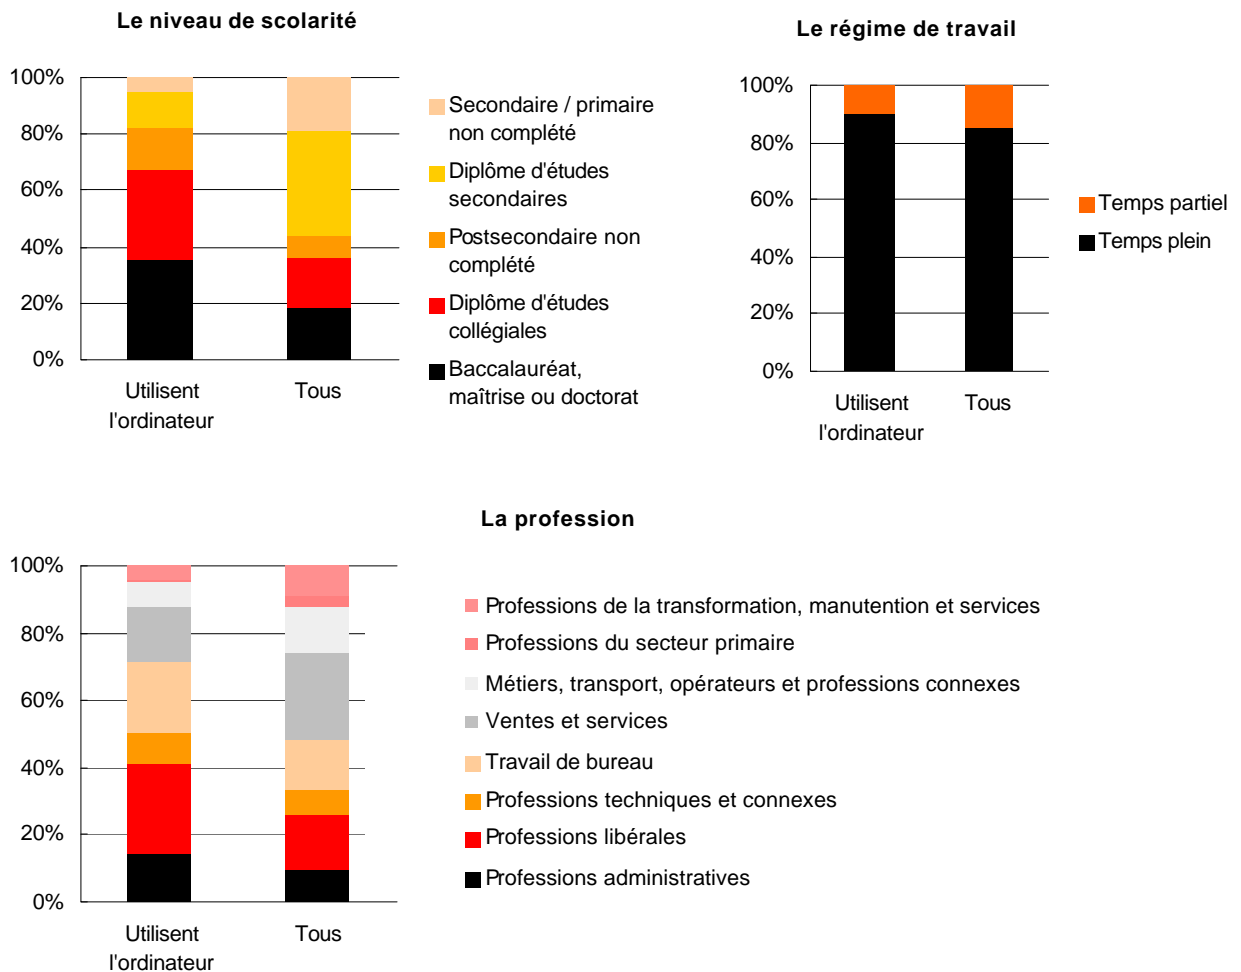 Le niveau de scolarité
100%
80%
60%
40%
20%
0%
Utilisent
l'ordinateur
Tous
Secondaire / primaire
non complété
Diplôme d'études
secondaires
Postsecondaire non
complété
Diplôme d'études
collégiales
Baccalauréat,
maîtrise ou doctorat
Le régime de travail
100%
80%
60%
40%
20%
0%
Utilisent
l'ordinateur
Tous
Temps partiel
Temps plein
La profession
100%
80%
60%
40%
20%
0%
Utilisent
l'ordinateur
Tous
Professions de la transformation, manutention et services
Professions du secteur primaire
Métiers, transport, opérateurs et professions connexes
Ventes et services
Travail de bureau
Professions techniques et connexes
Professions libérales
Professions administratives